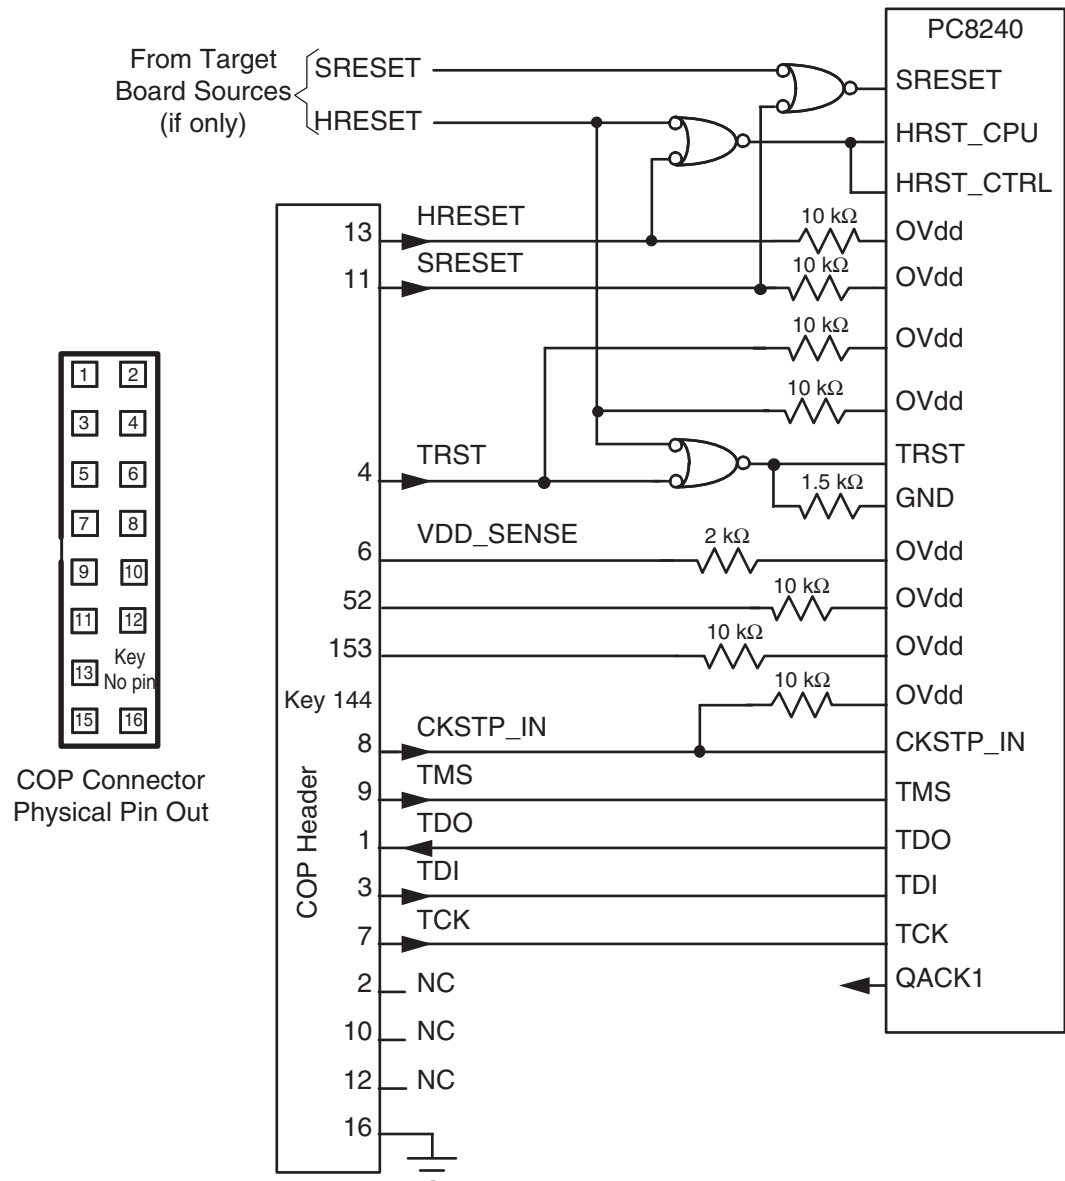 PC8240
From Target
Board Sources
(if only)
SRESET
HRESET
SRESET
HRST_CPU
HRST_CTRL
13
HRESET
10 kΩ
OVdd
11
SRESET
10 kΩ
OVdd
10 kΩ
OVdd
10 kΩ
OVdd
4
TRST
TRST
1.5 kΩ
GND
6
VDD_SENSE
2 kΩ
OVdd
52
10 kΩ
OVdd
153
10 kΩ
OVdd
Key 144
10 kΩ
OVdd
8
CKSTP_IN
CKSTP_IN
9
TMS
TMS
1
TDO
TDO
3
TDI
TDI
7
TCK
TCK
QACK1
2
NC
10
NC
12
NC
16
COP Header
1 2
3 4
5 6
7 8
9 10
11 12
13 Key
No pin
15 16
COP Connector
Physical Pin Out